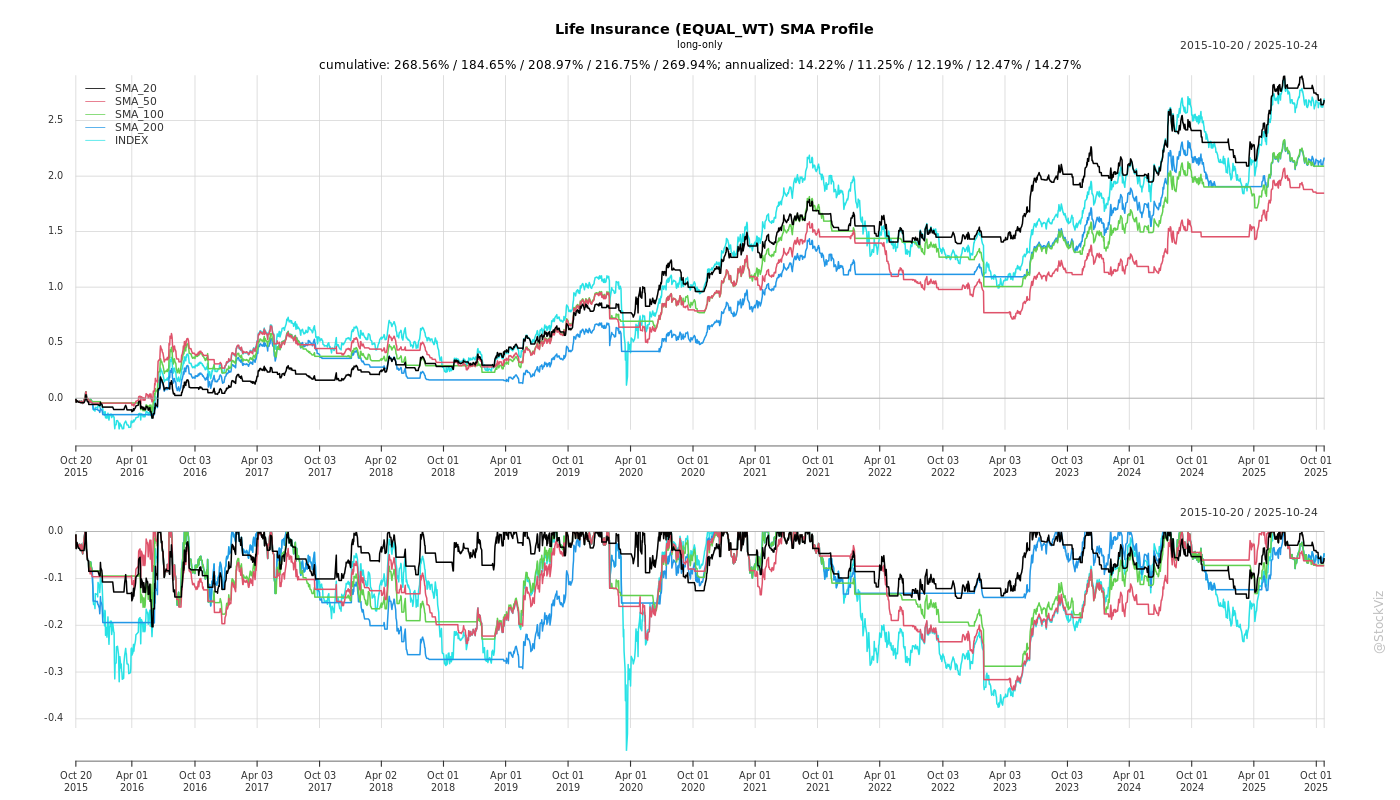 Life Insurance (EQUAL_WT) SMA Profile
long-only
2015-10-20 / 2025-10-24
cumulative: 268.56% / 184.65% / 208.97% / 216.75% / 269.94%; annualized: 14.22% / 11.25% / 12.19% / 12.47% / 14.27%
SMA_20
SMA_50
SMA_100
SMA_200
INDEX
2.5
2.0
1.5
1.0
0.5
0.0
Oct 20 Apr 01 Oct 03 Apr 03 Oct 03 Apr 02 Oct 01 Apr 01 Oct 01 Apr 01 Oct 01 Apr 01 Oct 01 Apr 01 Oct 03 Apr 03 Oct 03 Apr 01 Oct 01 Apr 01 Oct 01
2015 2016 2016 2017 2017 2018 2018 2019 2019 2020 2020 2021 2021 2022 2022 2023 2023 2024 2024 2025 2025
2015-10-20 / 2025-10-24
0.0
-0.1
-0.2
-0.3
-0.4
Oct 20 Apr 01 Oct 03 Apr 03 Oct 03 Apr 02 Oct 01 Apr 01 Oct 01 Apr 01 Oct 01 Apr 01 Oct 01 Apr 01 Oct 03 Apr 03 Oct 03 Apr 01 Oct 01 Apr 01 Oct 01
2015 2016 2016 2017 2017 2018 2018 2019 2019 2020 2020 2021 2021 2022 2022 2023 2023 2024 2024 2025 2025
@StockViz